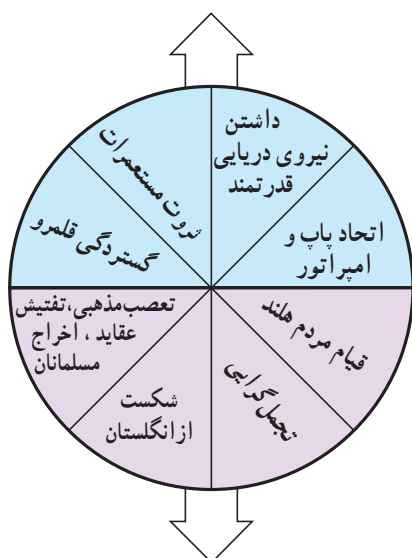 داشتن
نیروی دریایی
قدرتمند
اتحاد پاپ و
امپراتور
ثروت مستعمرات
گستردگی قلمرو
قیام مردم هلند
تجمل گرایی
شکست
از انگلستان
تعصب مذهبی، تفتیش
عقاید ، اخراج
مسلمانان